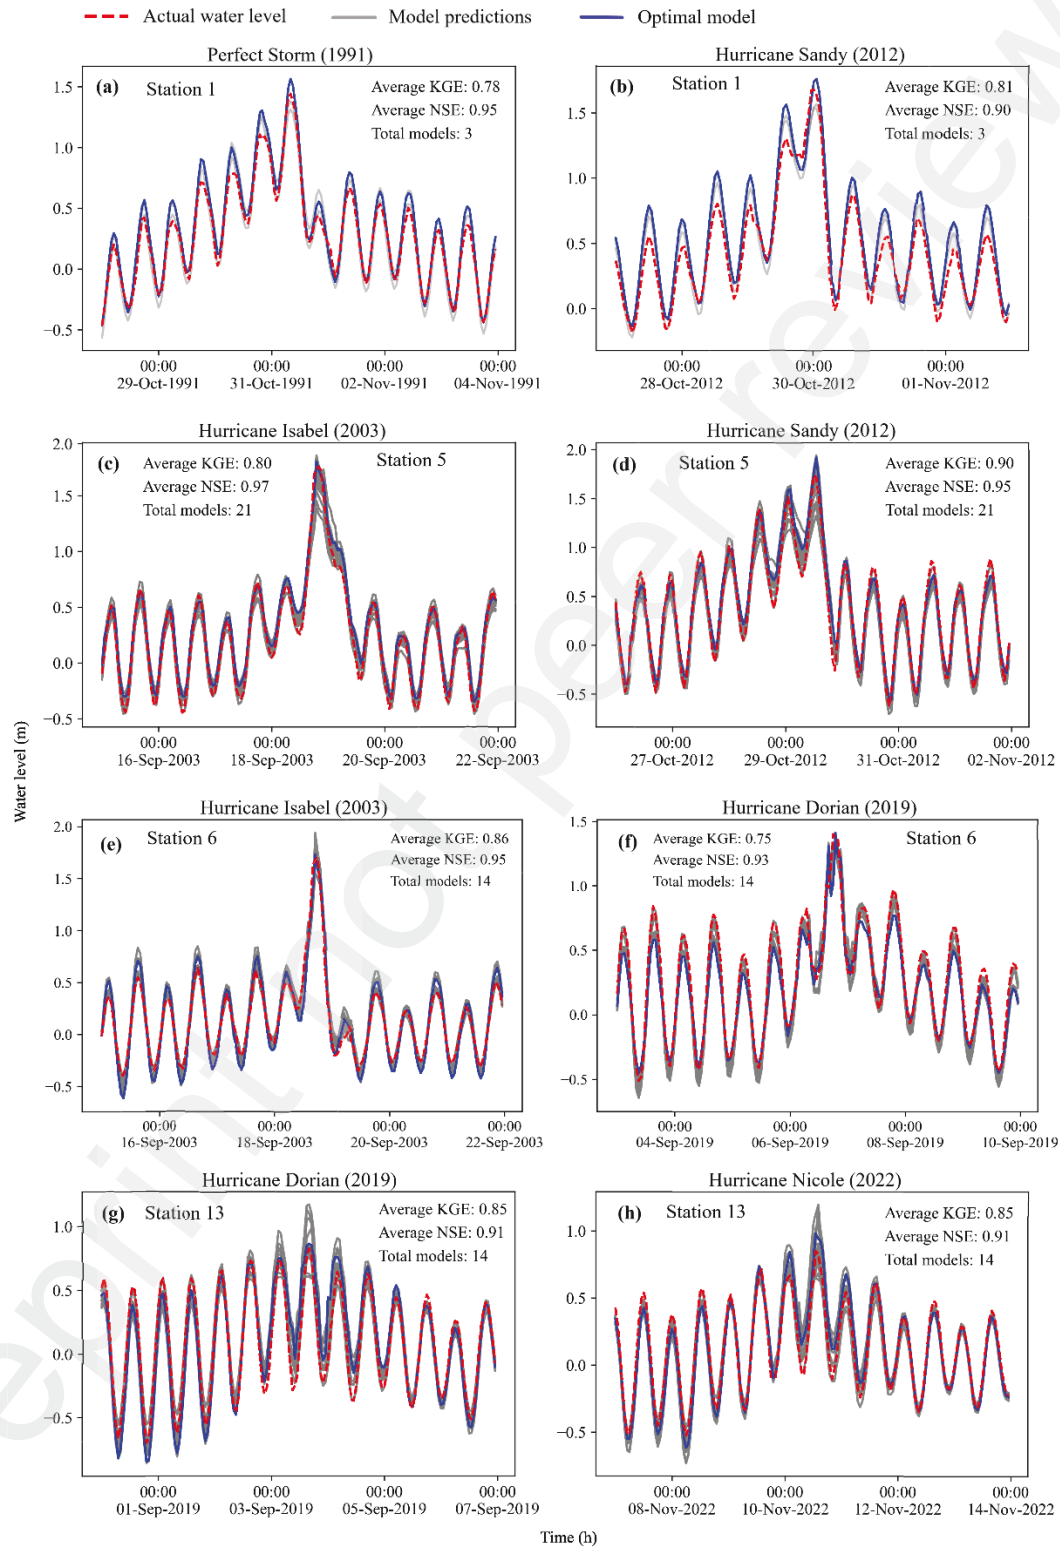 Actual water level Model predictions Optimal model
Perfect Storm (1991)
(a) Station 1
Average KGE: 0.78
Average NSE: 0.95
Total models: 3
1.5
1.0
0.5
0.0
−0.5
00:00 00:00 00:00 00:00
29-Oct-1991 31-Oct-1991 02-Nov-1991 04-Nov-1991
Hurricane Sandy (2012)
(b) Station 1
Average KGE: 0.81
Average NSE: 0.90
Total models: 3
1.5
1.0
0.5
0.0
00:00 00:00 00:00
28-Oct-2012 30-Oct-2012 01-Nov-2012
Hurricane Isabel (2003)
(c) Station 5
Average KGE: 0.80
Average NSE: 0.97
Total models: 21
2.0
1.5
1.0
0.5
0.0
−0.5
00:00 00:00 00:00 00:00
16-Sep-2003 18-Sep-2003 20-Sep-2003 22-Sep-2003
Hurricane Sandy (2012)
(d) Station 5
Average KGE: 0.90
Average NSE: 0.95
Total models: 21
2.0
1.5
1.0
0.5
0.0
−0.5
00:00 00:00 00:00 00:00
27-Oct-2012 29-Oct-2012 31-Oct-2012 02-Nov-2012
Water level (m)
Hurricane Isabel (2003)
(e) Station 6
Average KGE: 0.86
Average NSE: 0.95
Total models: 14
2.0
1.5
1.0
0.5
0.0
−0.5
00:00 00:00 00:00 00:00
16-Sep-2003 18-Sep-2003 20-Sep-2003 22-Sep-2003
Hurricane Dorian (2019)
(f) Station 6
Average KGE: 0.75
Average NSE: 0.93
Total models: 14
1.5
1.0
0.5
0.0
−0.5
00:00 00:00 00:00 00:00
04-Sep-2019 06-Sep-2019 08-Sep-2019 10-Sep-2019
Hurricane Dorian (2019)
(g) Station 13
Average KGE: 0.85
Average NSE: 0.91
Total models: 14
1.0
0.5
0.0
−0.5
00:00 00:00 00:00 00:00
01-Sep-2019 03-Sep-2019 05-Sep-2019 07-Sep-2019
Hurricane Nicole (2022)
(h) Station 13
Average KGE: 0.85
Average NSE: 0.91
Total models: 14
1.0
0.5
0.0
−0.5
00:00 00:00 00:00 00:00
08-Nov-2022 10-Nov-2022 12-Nov-2022 14-Nov-2022
Time (h)
eprint not peer review